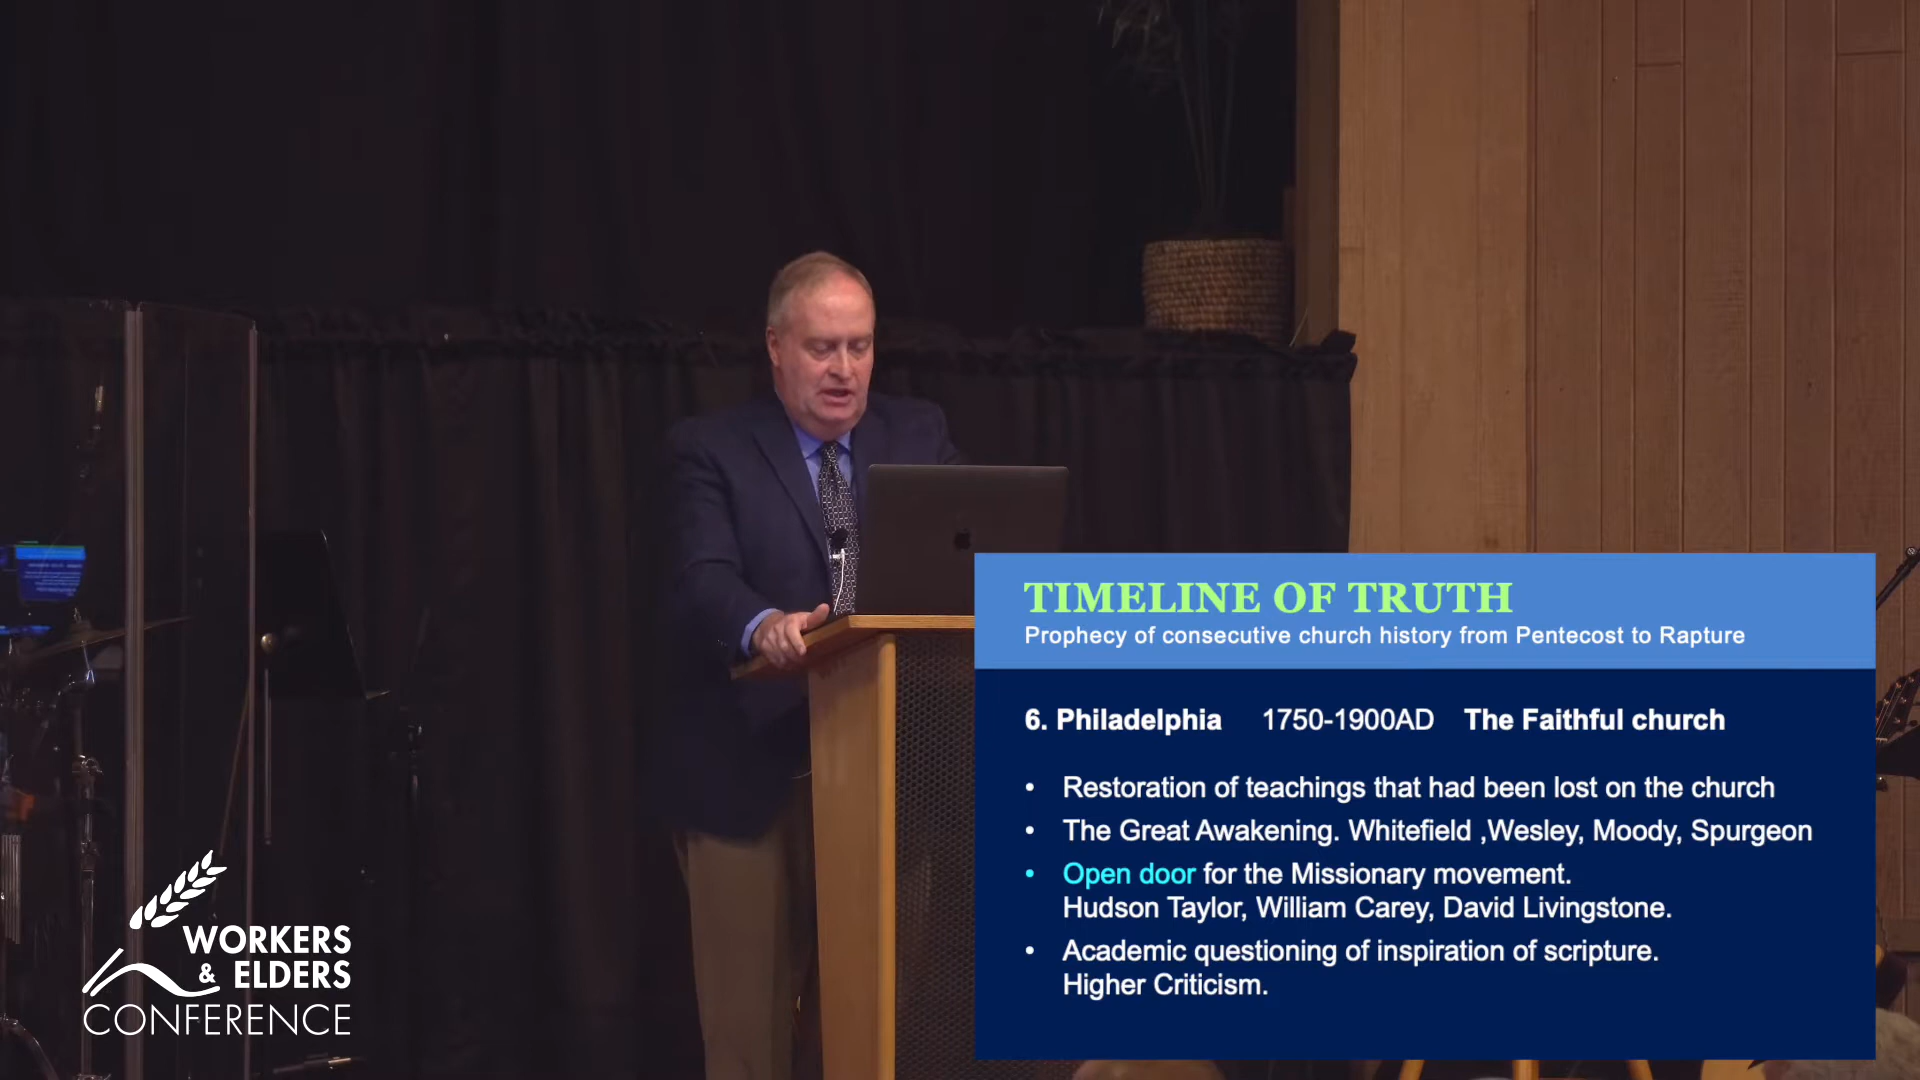 TIMELINE OF TRUTH
Prophecy of consecutive church history from Pentecost to Rapture
6. Philadelphia 1750-1900AD The Faithful church
• Restoration of teachings that had been lost on the church
• The Great Awakening. Whitefield ,Wesley, Moody, Spurgeon
• Open door for the Missionary movement.
Hudson Taylor, William Carey, David Livingstone.
• Academic questioning of inspiration of scripture.
Higher Criticism.
WORKERS
& ELDERS
CONFERENCE